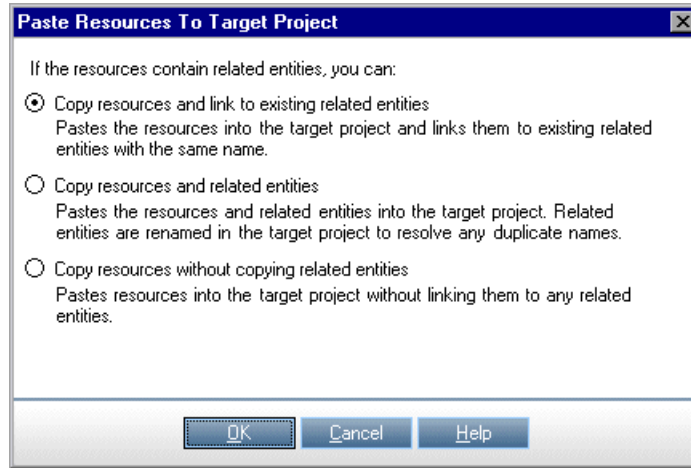 Paste Resources To Target Project
If the resources contain related entities, you can:
Copy resources and link to existing related entities
Pastes the resources into the target project and links them to existing related
entities with the same name.
Copy resources and related entities
Pastes the resources and related entities into the target project. Related
entities are renamed in the target project to resolve any duplicate names.
Copy resources without copying related entities
Pastes resources into the target project without linking them to any related
entities.
OK Cancel Help